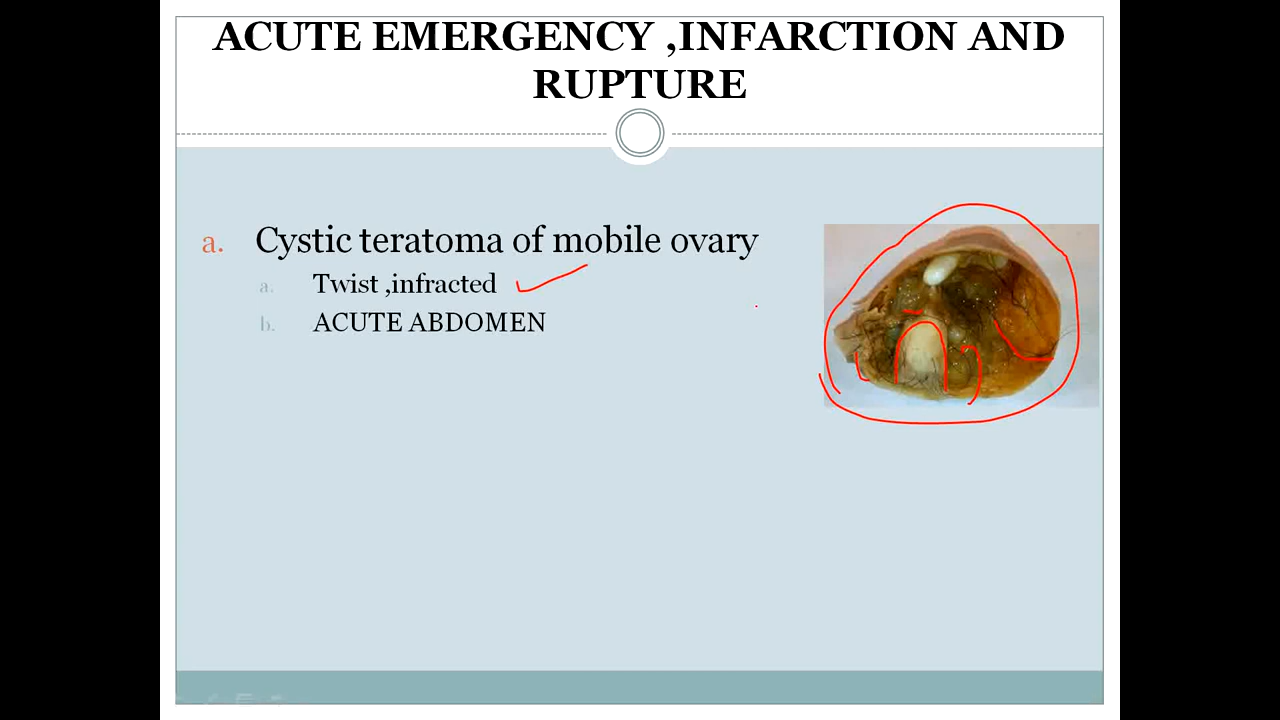 ACUTE EMERGENCY ,INFARCTION AND
RUPTURE
a. Cystic teratoma of mobile ovary
a. Twist ,infracted
b. ACUTE ABDOMEN